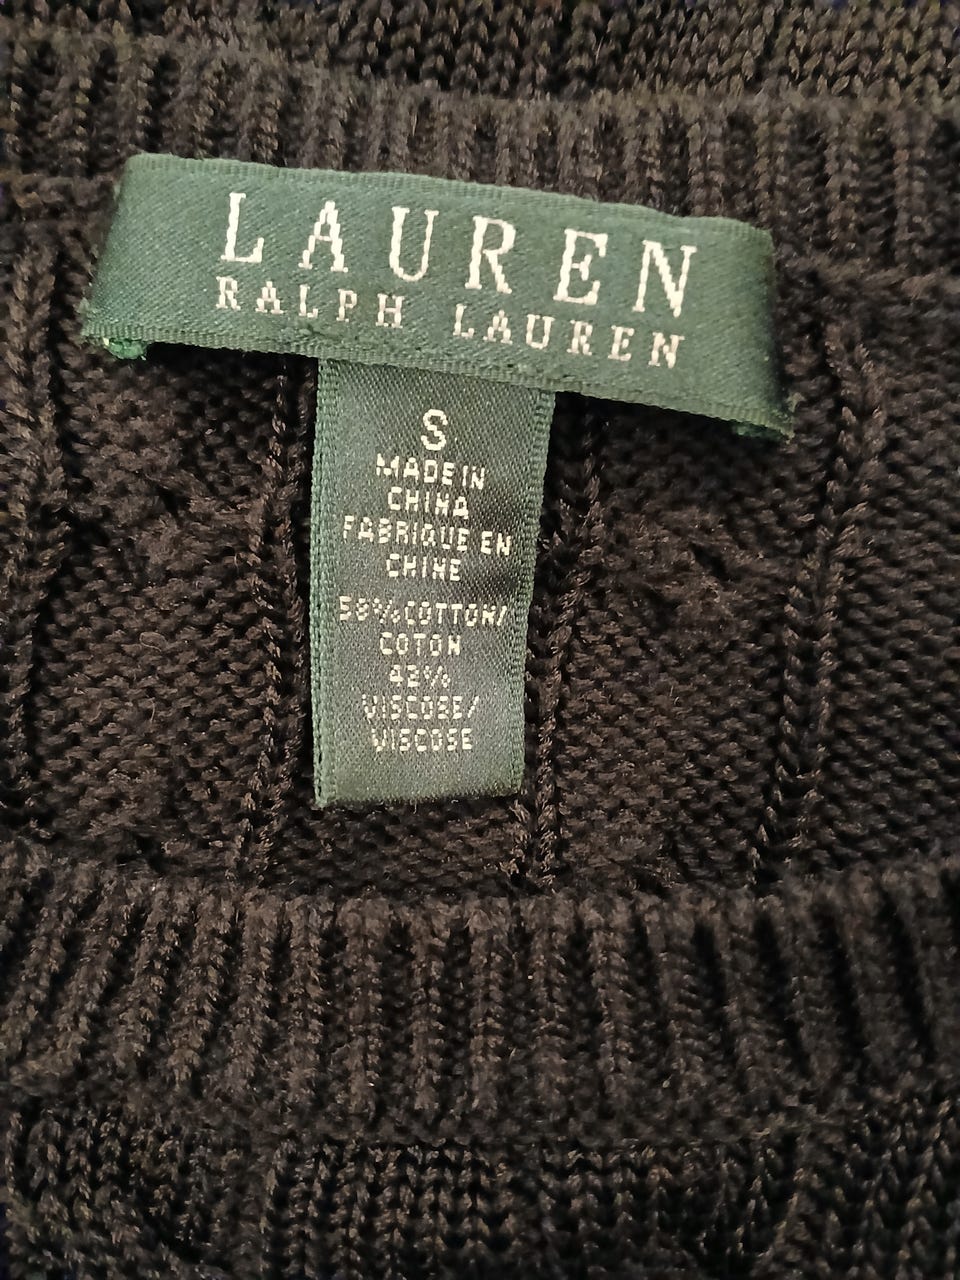 LAUREN
RALPH LAUREN
S
MADE IN
CHINA
FABRIQUE EN
CHINE
58% COTTON/
COTON
42%
VISCOSE/
VISCOSE